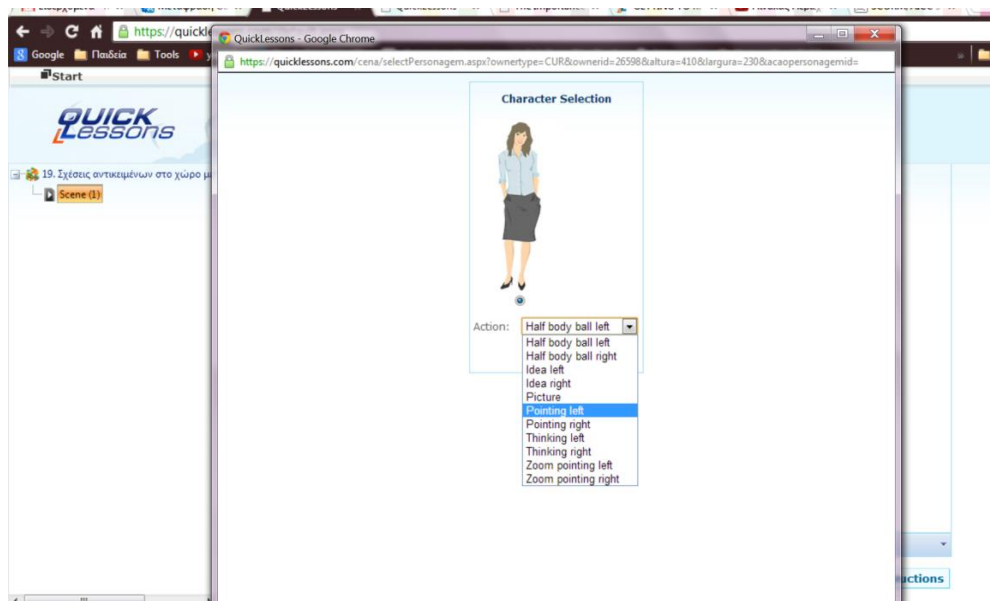 https://quickle
Google Παιδεία Tools
Start
QUICK
Lessons
19. Σχέσεις αντικειμένων στο χώρο με
Scene (1)
QuickLessons - Google Chrome
https://quicklessons.com/cena/selectPersonagem.aspx?ownertype=CUR&ownerid=26598&altura=410&largura=230&acaopersonagemid=
Character Selection
Action: Half body ball left
Half body ball left
Half body ball right
Idea left
Idea right
Picture
Pointing left
Pointing right
Thinking left
Thinking right
Zoom pointing left
Zoom pointing right
uctions